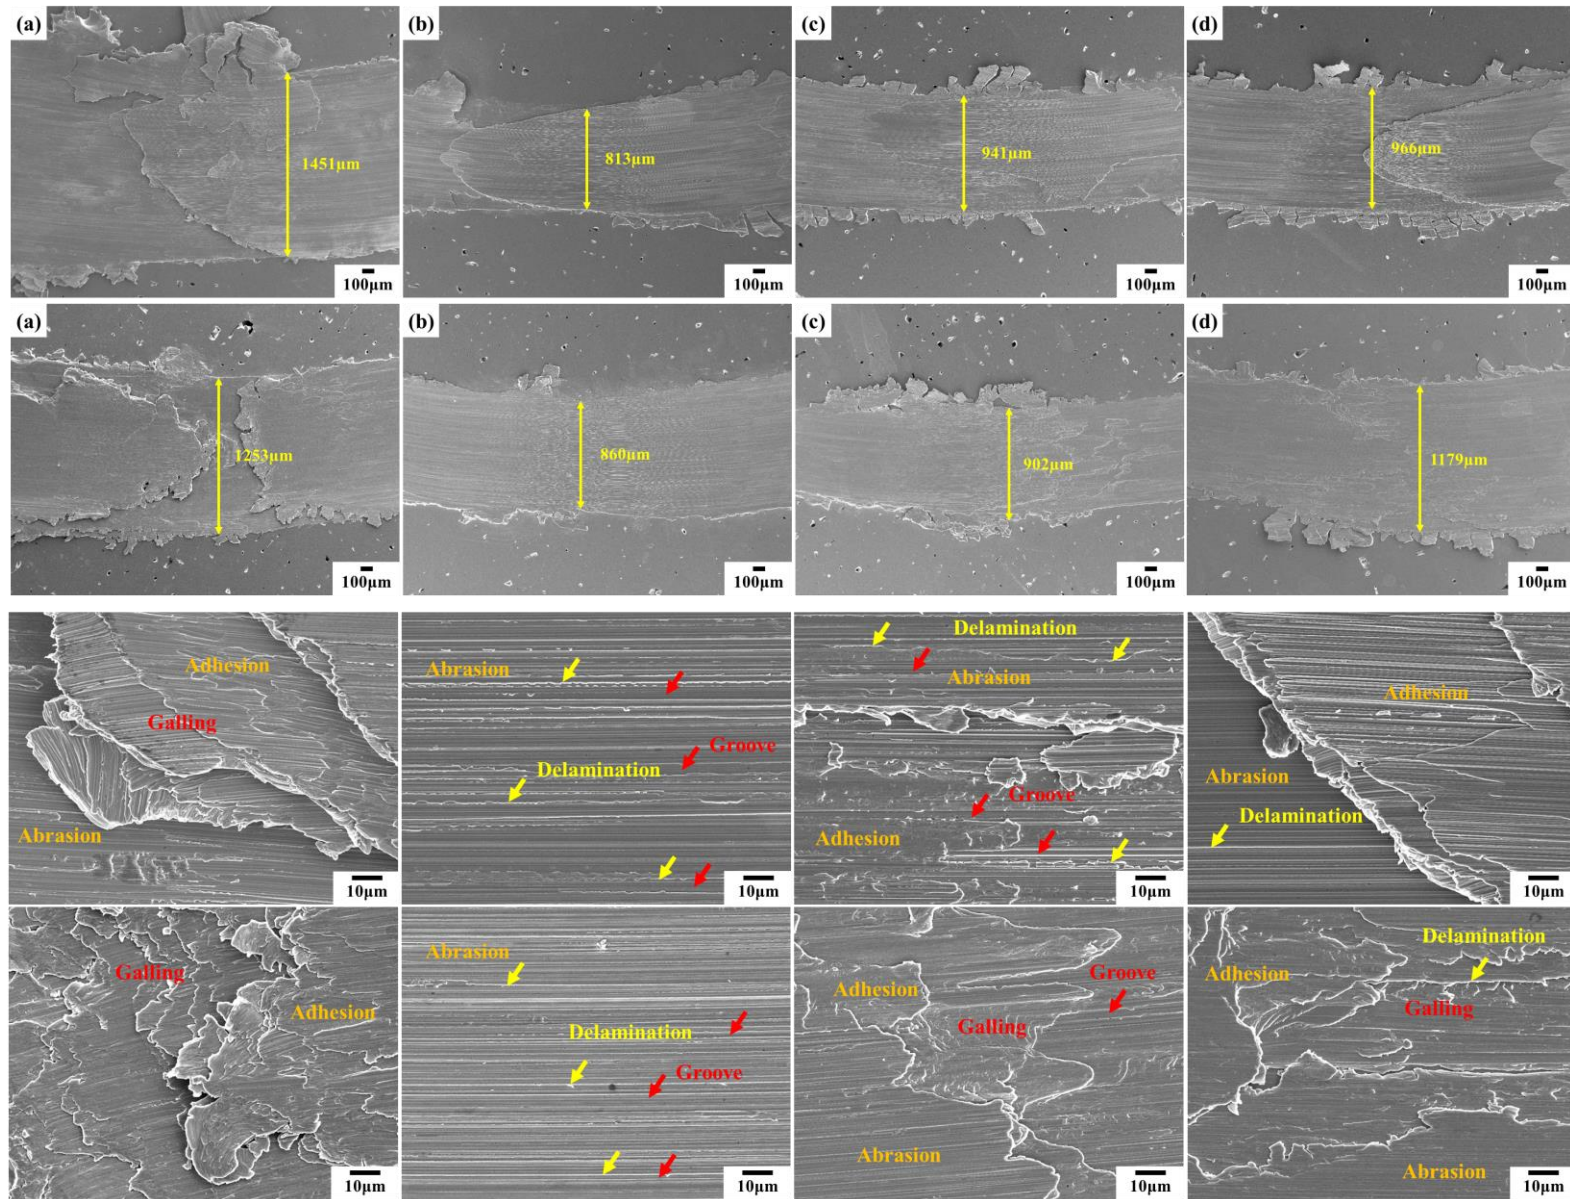 (a) (b) (c) (d)
1451μm 813μm 941μm 966μm
100μm 100μm 100μm 100μm
(a) (b) (c) (d)
1253μm 860μm 902μm 1179μm
100μm 100μm 100μm 100μm
Adhesion
Galling
Abrasion
10μm
Abrasion
Groove
Delamination
10μm
Delamination
Abrasion
Groove
Adhesion
10μm
Adhesion
Abrasion
Delamination
10μm
Galling
Adhesion
10μm
Abrasion
Delamination
Groove
10μm
Groove
Adhesion
Galling
Abrasion
10μm
Delamination
Adhesion
Galling
Abrasion
10μm